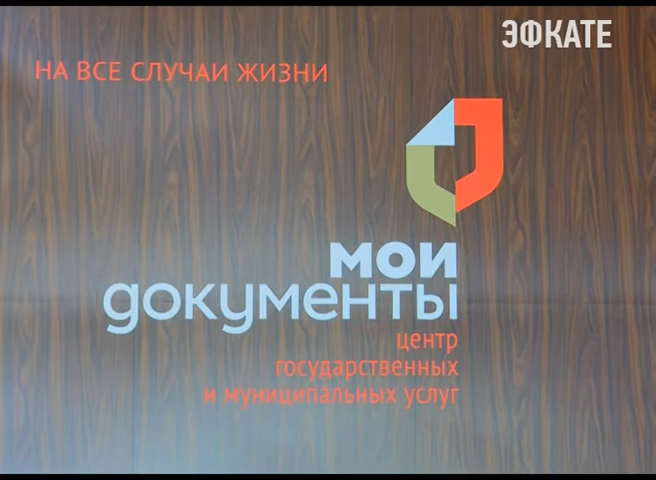 ЭФКАТЕ
НА ВСЕ СЛУЧАИ ЖИЗНИ
мои
документы
центр
государственных
и муниципальных услуг